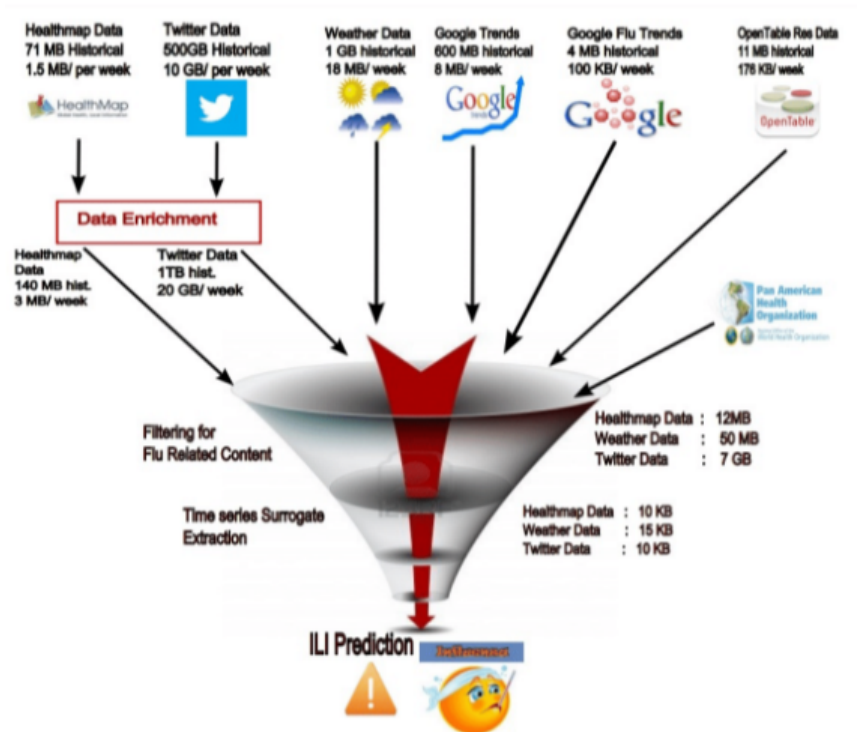 Healthmap Data
71 MB Historical
1.5 MB/ per week
Twitter Data
500GB Historical
10 GB/ per week
Weather Data
1 GB historical
18 MB/ week
Google Trends
600 MB historical
8 MB/ week
Google Flu Trends
4 MB historical
100 KB/ week
OpenTable Res Data
11 MB historical
176 KB/ week
HealthMap
Google
trends
Google
OpenTable
Data Enrichment
Healthmap
Data
140 MB hist.
3 MB/ week
Twitter Data
1TB hist.
20 GB/ week
Pan American
Health
Organization
World Health Organization
Filtering for
Flu Related Content
Healthmap Data : 12MB
Weather Data : 50 MB
Twitter Data : 7 GB
Time series Surrogate
Extraction
Healthmap Data : 10 KB
Weather Data : 15 KB
Twitter Data : 10 KB
ILI Prediction
Influenza